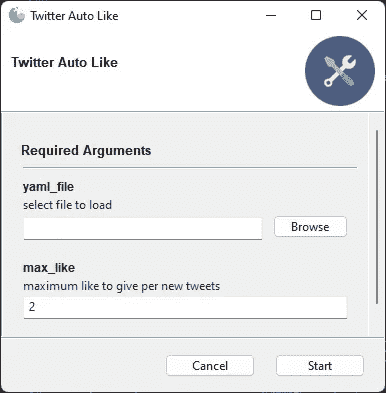 Twitter Auto Like
Twitter Auto Like
Required Arguments
yaml_file
select file to load
Browse
max_like
maximum like to give per new tweets
2
Cancel Start